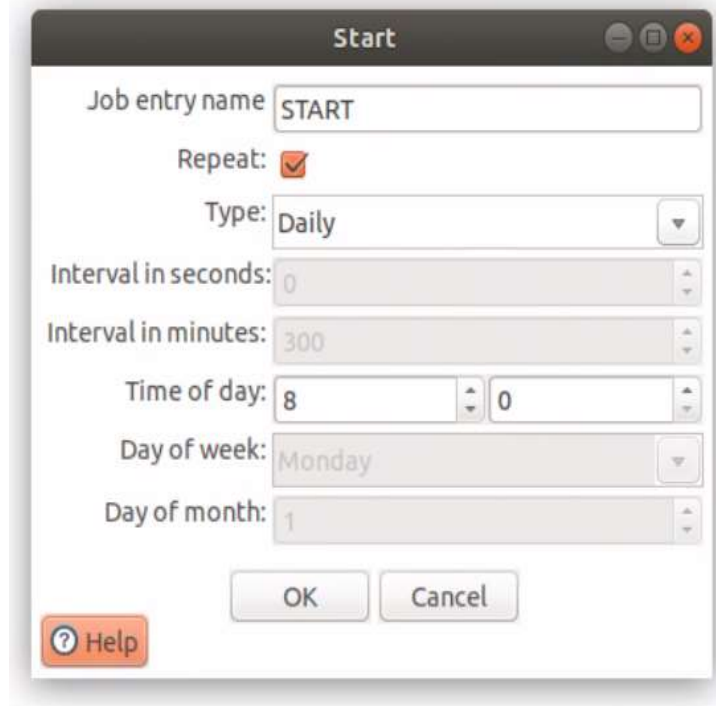 Start
Job entry name START
Repeat:
Type: Daily
Interval in seconds: 0
Interval in minutes: 300
Time of day: 8 0
Day of week: Monday
Day of month: 1
OK Cancel
Help